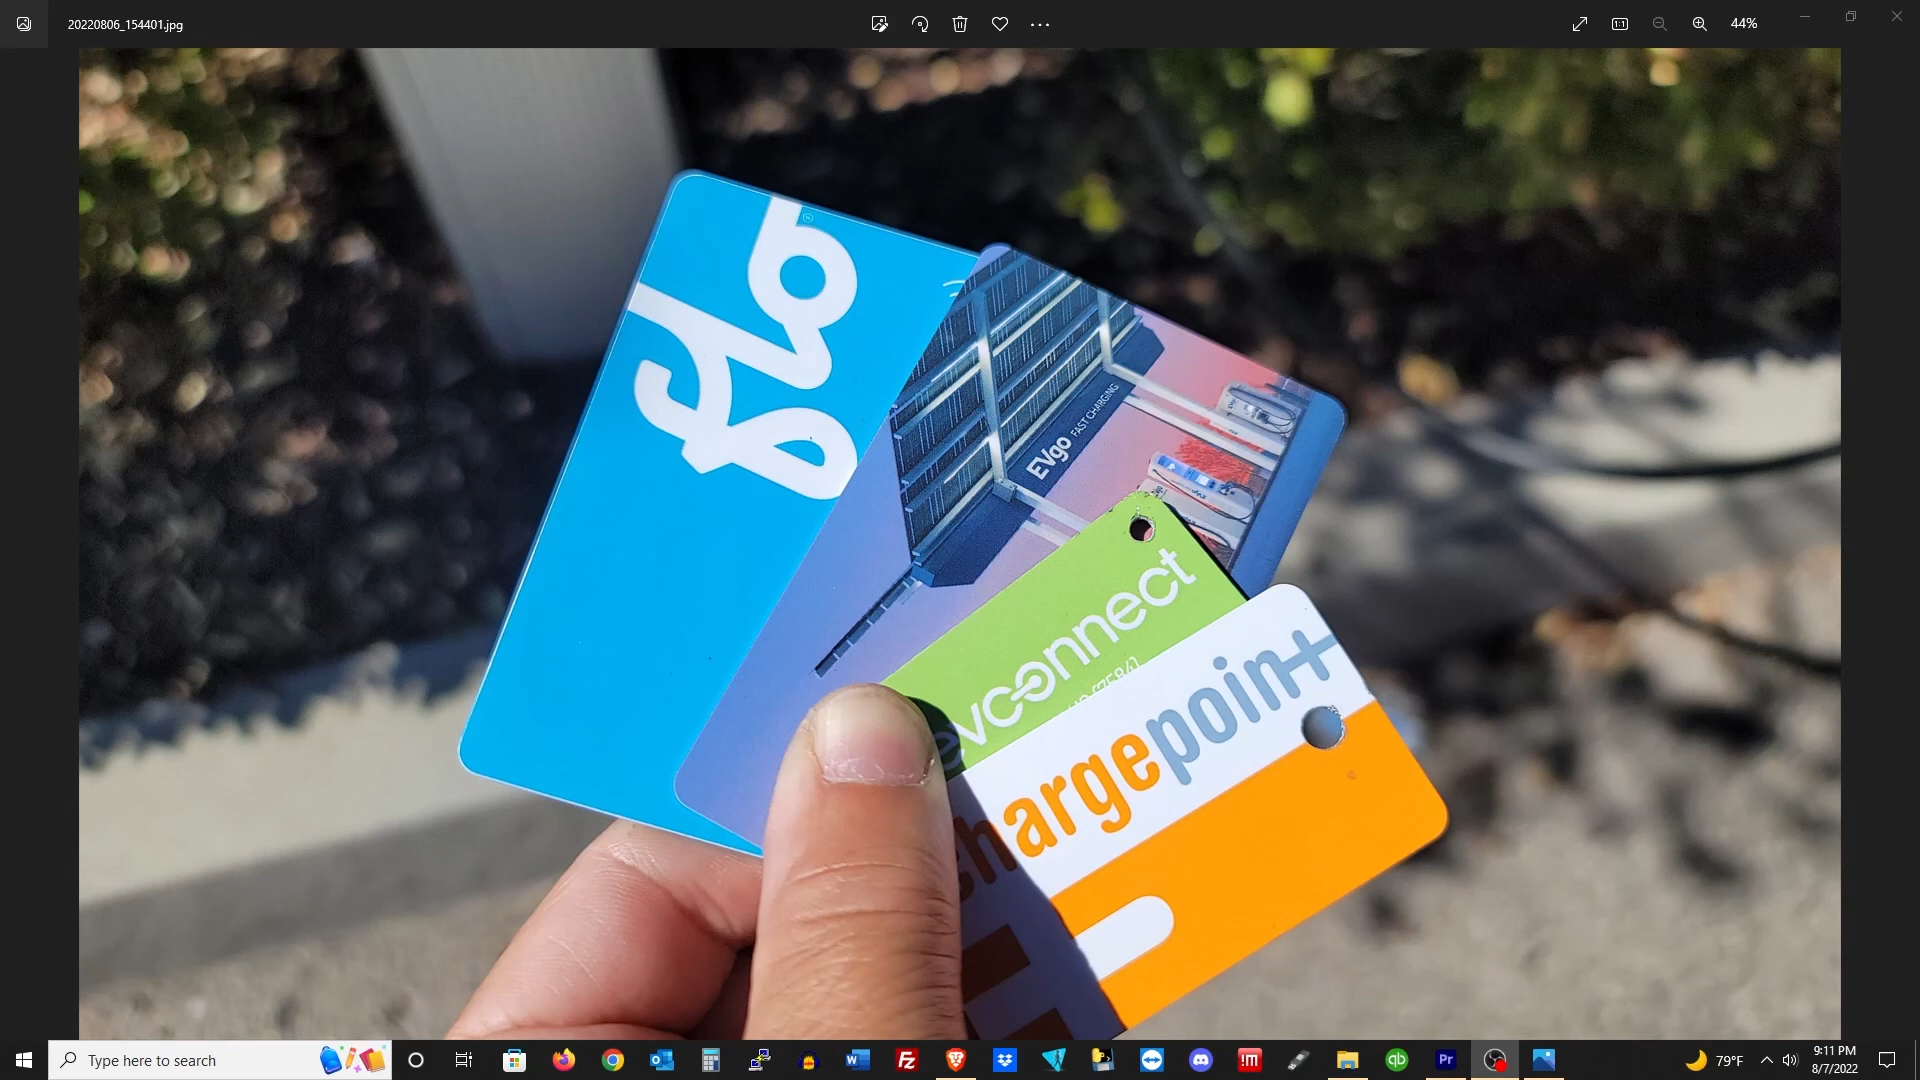 20220806_154401.jpg
44%
flo
EVgo FAST CHARGING
evconnect
chargepoint
Type here to search
79°F
9:11 PM
8/7/2022